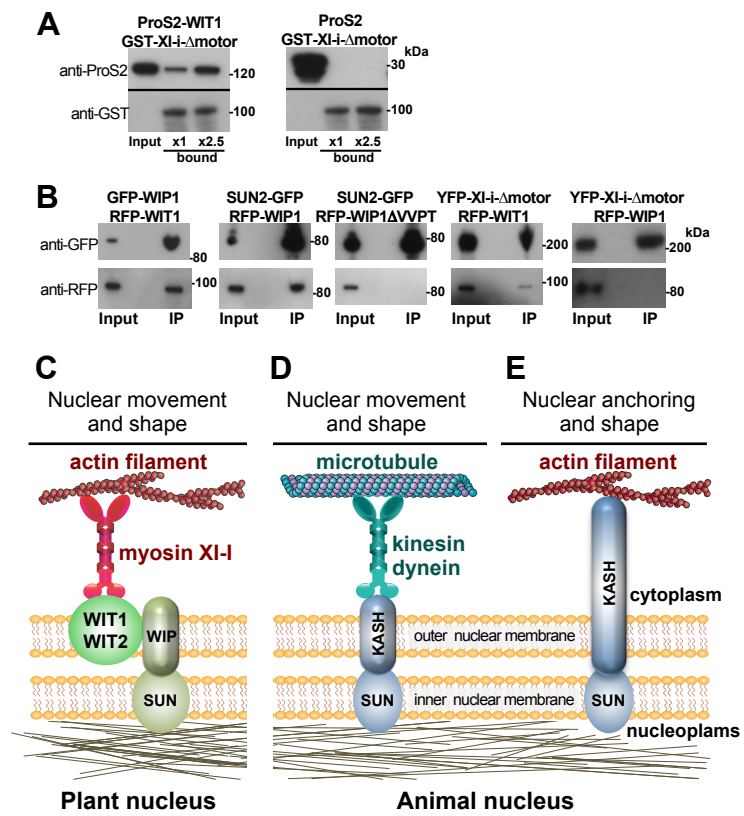 A
ProS2-WIT1
GST-XI-i-Δmotor
ProS2
GST-XI-i-Δmotor
kDa
anti-ProS2
-120
-30
anti-GST
-100
-100
Input x1 x2.5
bound
Input x1 x2.5
bound
B
GFP-WIP1
RFP-WIT1
SUN2-GFP
RFP-WIP1
SUN2-GFP
RFP-WIP1ΔVVPT
YFP-XI-i-Δmotor
RFP-WIT1
YFP-XI-i-Δmotor
RFP-WIP1
kDa
anti-GFP
-80
-80
-80
-200
-200
anti-RFP
-100
-80
-80
-100
-80
Input IP
Input IP
Input IP
Input IP
Input IP
C
Nuclear movement
and shape
actin filament
myosin XI-I
WIT1
WIT2
WIP
SUN
Plant nucleus
D
Nuclear movement
and shape
microtubule
kinesin
dynein
KASH
SUN
outer nuclear membrane
inner nuclear membrane
E
Nuclear anchoring
and shape
actin filament
KASH
cytoplasm
SUN
nucleoplams
Animal nucleus